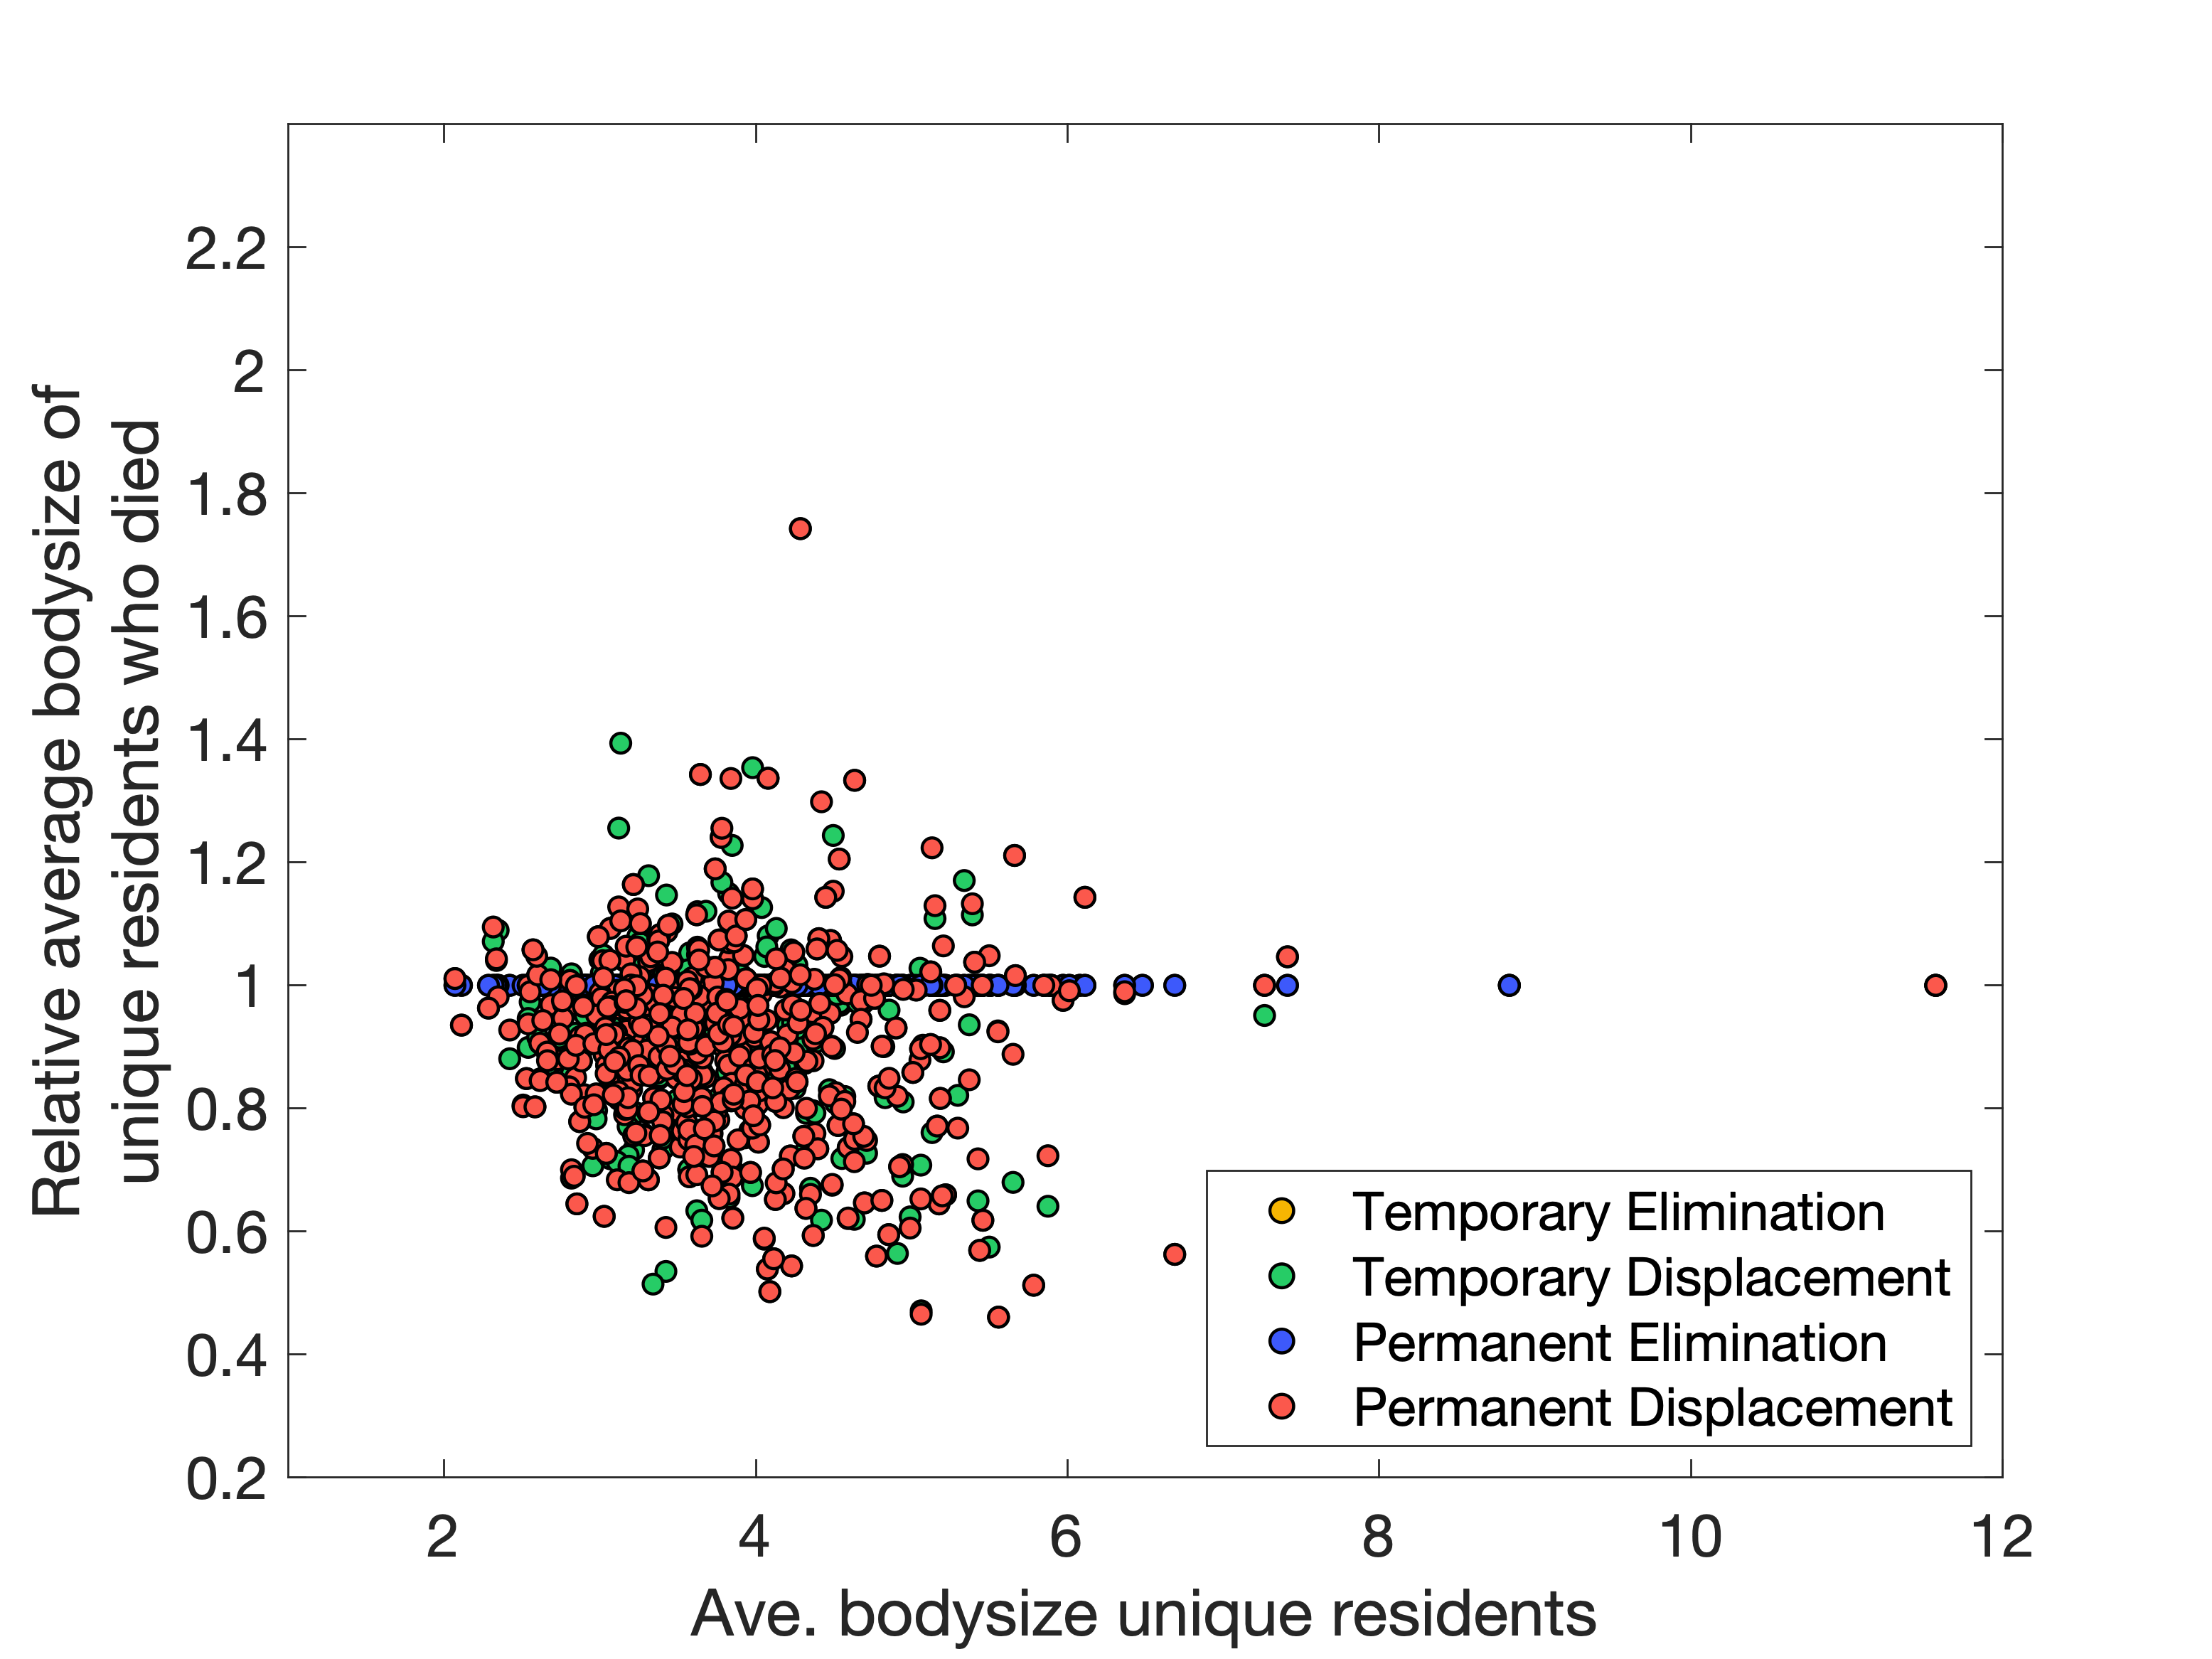 Relative average bodysize of
unique residents who died
2.2
2
1.8
1.6
1.4
1.2
1
0.8
0.6
0.4
0.2
Temporary Elimination
Temporary Displacement
Permanent Elimination
Permanent Displacement
2 4 6 8 10 12
Ave. bodysize unique residents